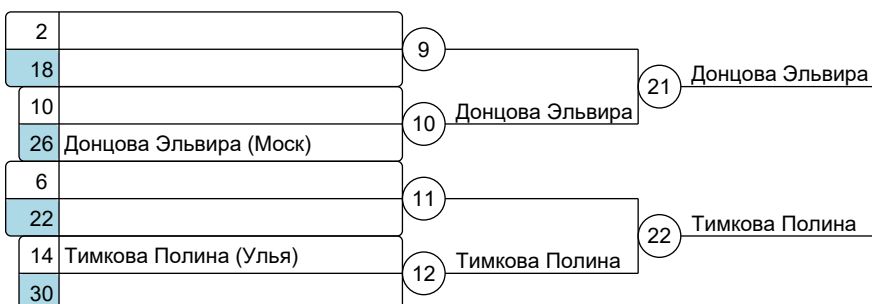 2
9
18
21 Донцова Эльвира
10
10 Донцова Эльвира
26 Донцова Эльвира (Моск)
6
11
22
22 Тимкова Полина
14 Тимкова Полина (Улья)
12 Тимкова Полина
30